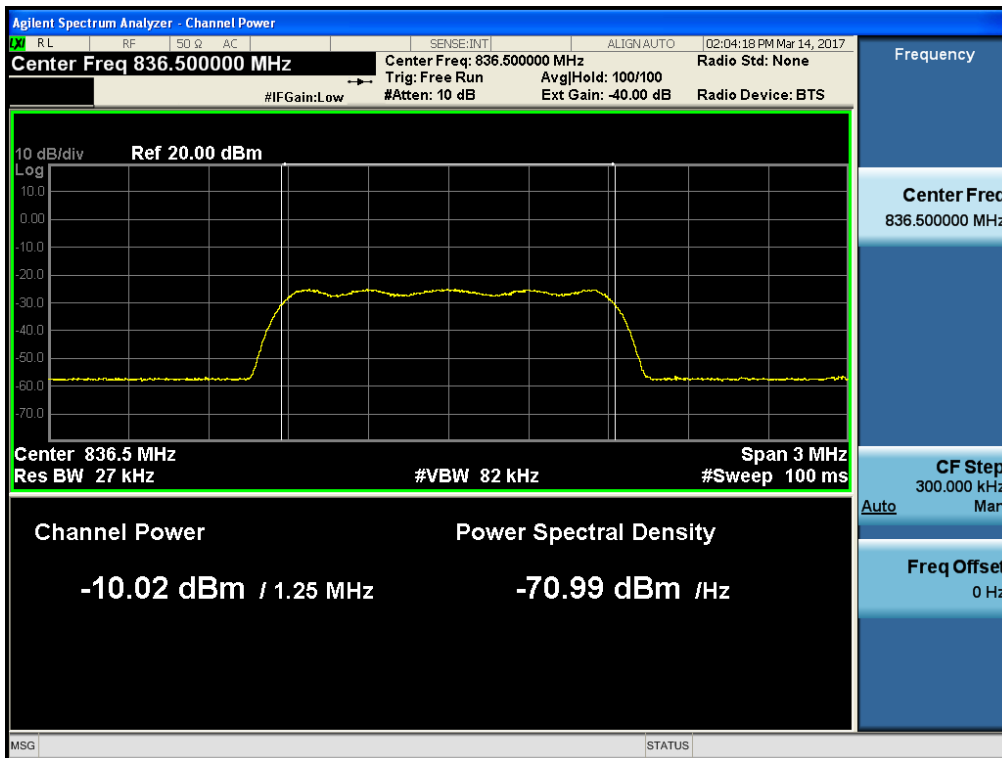 Agilent Spectrum Analyzer - Channel Power
LXI RL RF 50 Ω AC SENSE:INT ALIGN AUTO 02:04:18 PM Mar 14, 2017
Center Freq 836.500000 MHz
Center Freq: 836.500000 MHz Radio Std: None
Trig: Free Run Avg|Hold: 100/100
#IFGain:Low #Atten: 10 dB Ext Gain: -40.00 dB Radio Device: BTS
10 dB/div Ref 20.00 dBm
Log
10.0
0.00
-10.0
-20.0
-30.0
-40.0
-50.0
-60.0
-70.0
Center 836.5 MHz Span 3 MHz
Res BW 27 kHz #VBW 82 kHz #Sweep 100 ms
Channel Power Power Spectral Density
-10.02 dBm / 1.25 MHz -70.99 dBm /Hz
Frequency
Center Freq
836.500000 MHz
CF Step
300.000 kHz
Auto Man
Freq Offset
0 Hz
MSG STATUS